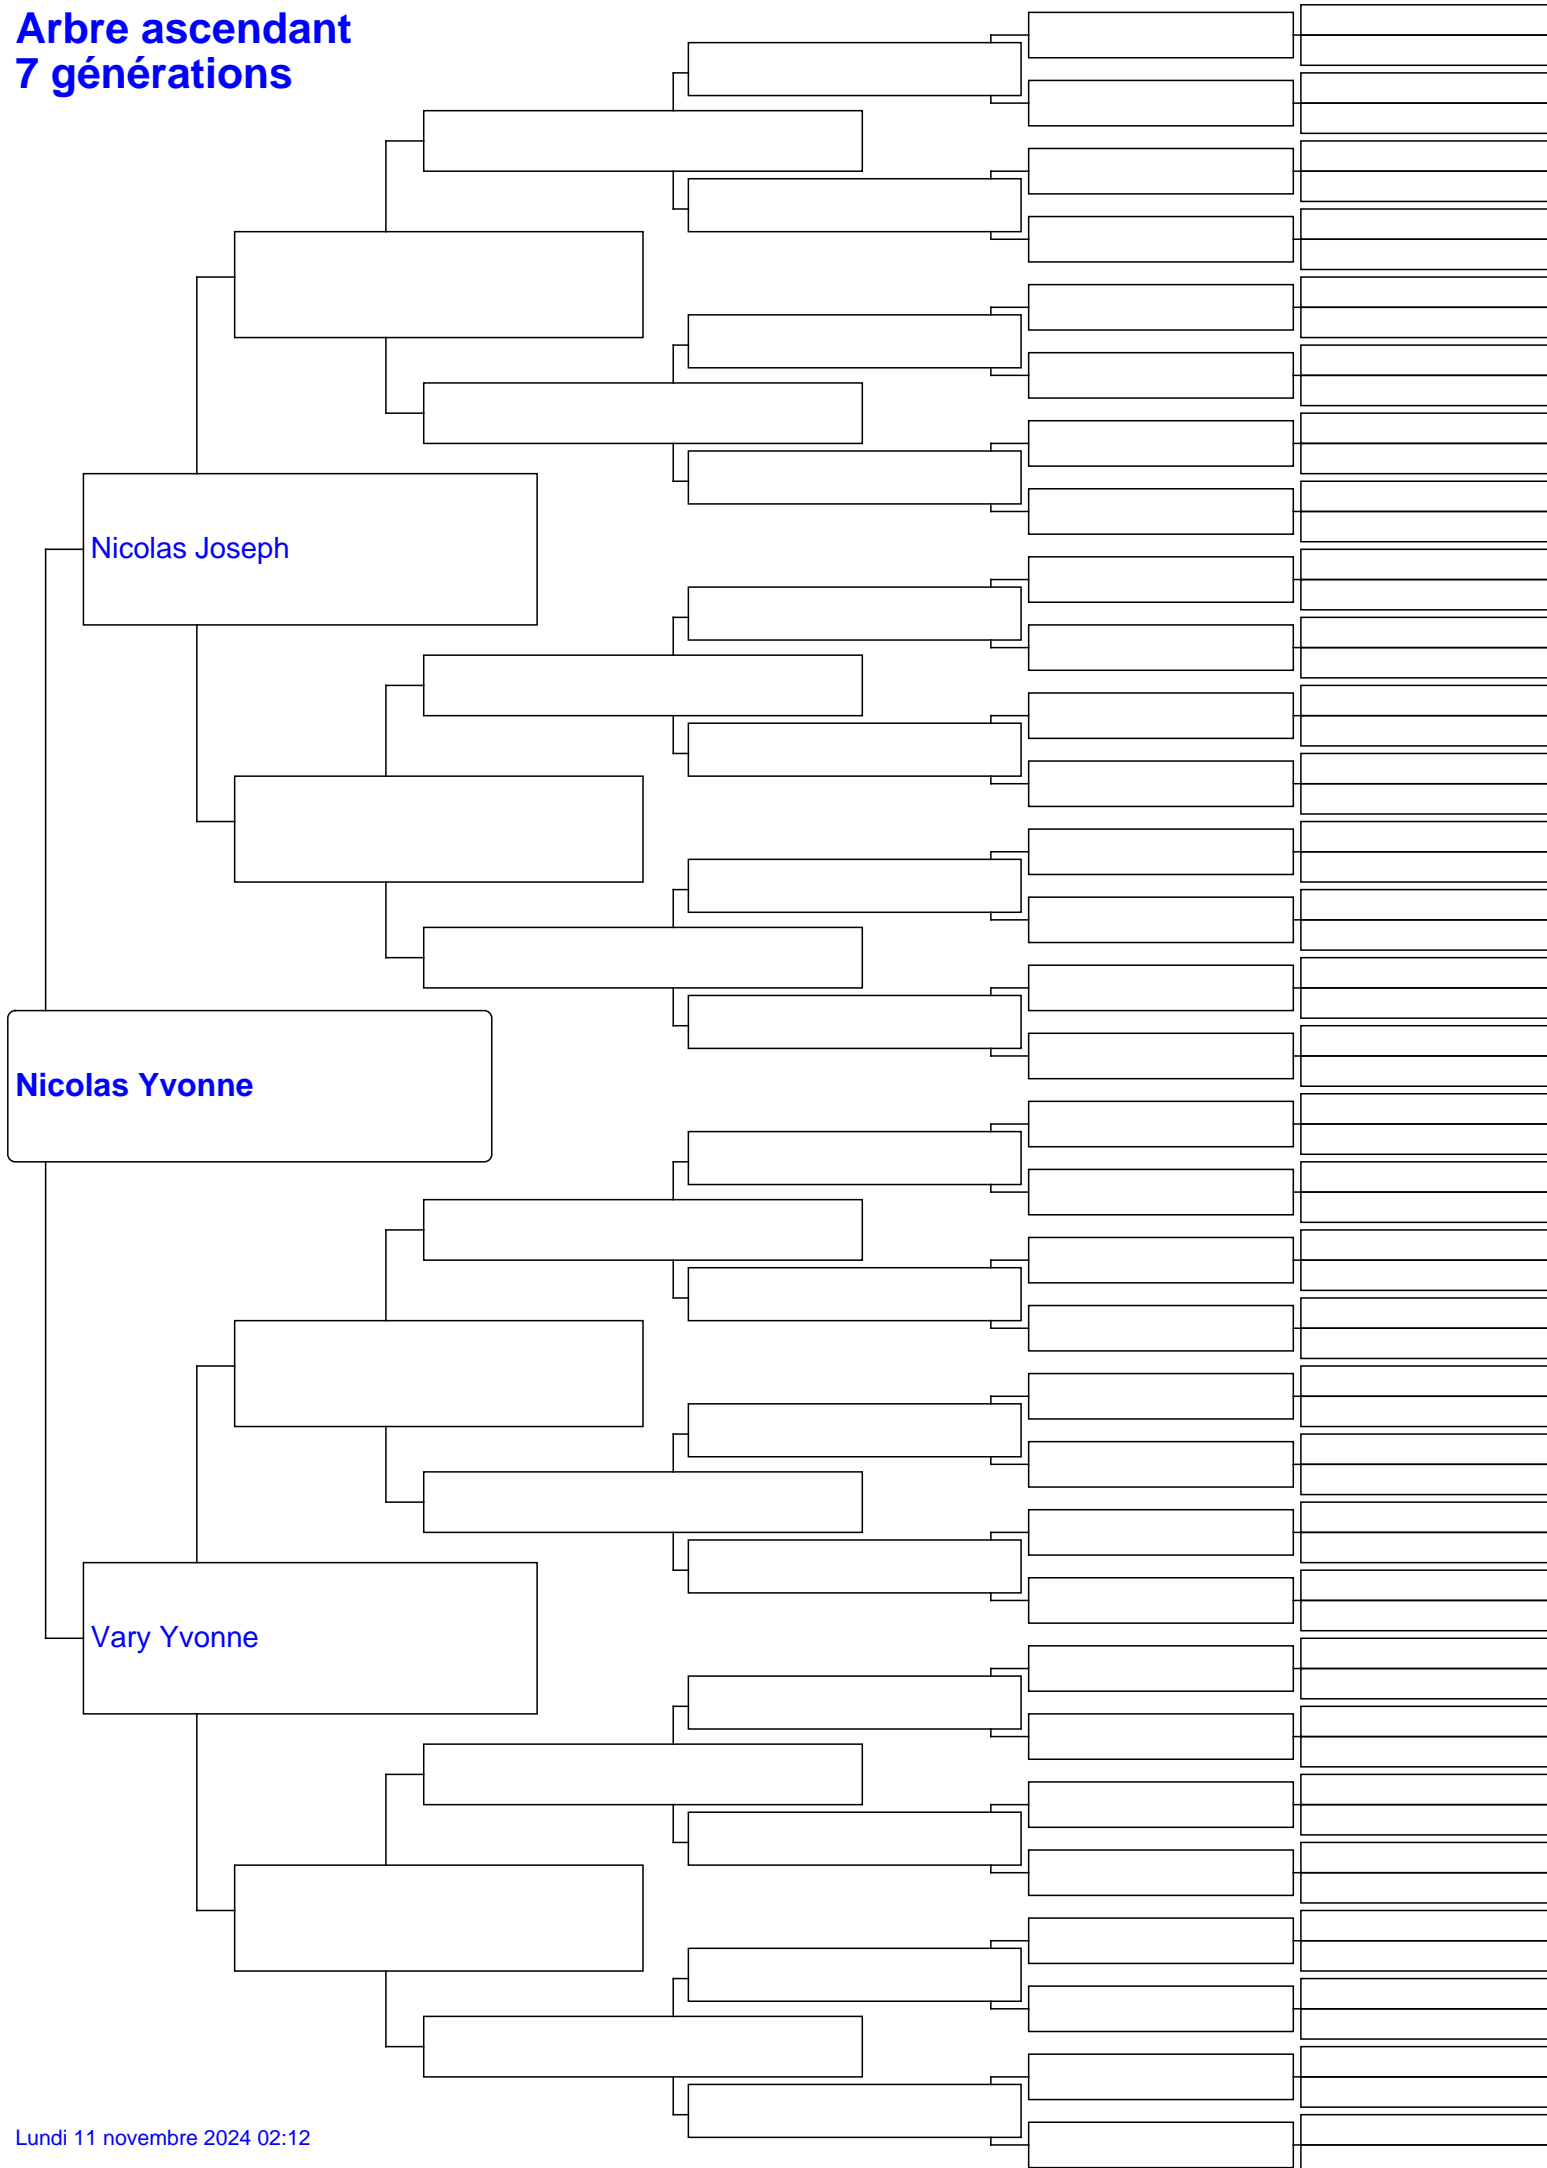 Arbre ascendant
7 générations
Nicolas Joseph
Nicolas Yvonne
Vary Yvonne
Lundi 11 novembre 2024 02:12